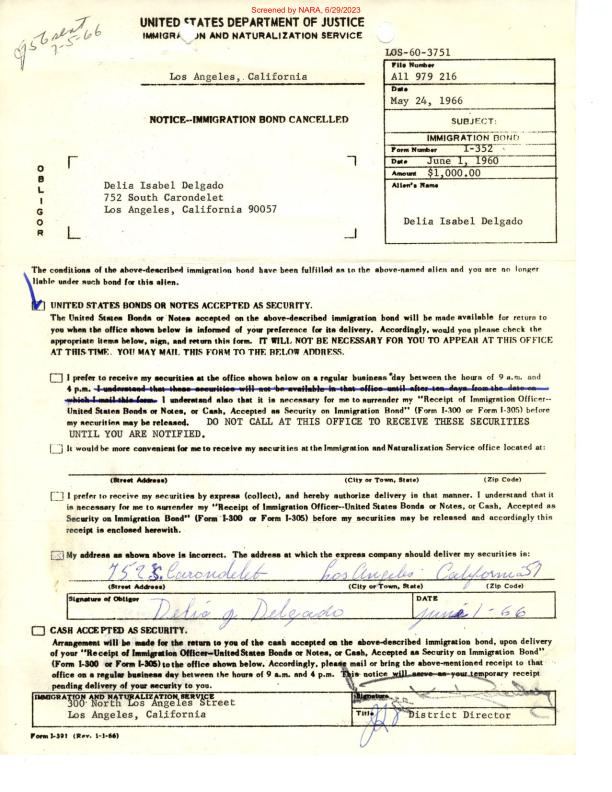 Screened by NARA, 6/29/2023
UNITED STATES DEPARTMENT OF JUSTICE
IMMIGRATION AND NATURALIZATION SERVICE
7-5-66
LOS-60-3751
File Number
A11 979 216
Date
May 24, 1966
Los Angeles, California
SUBJECT:
NOTICE--IMMIGRATION BOND CANCELLED
IMMIGRATION BOND
Form Number I-352
Date June 1, 1960
Amount $1,000.00
Alien's Name
Delia Isabel Delgado
OBLIGOR
Delia Isabel Delgado
752 South Carondelet
Los Angeles, California 90057
The conditions of the above-described immigration bond have been fulfilled as to the above-named alien and you are no longer
liable under such bond for this alien.
UNITED STATES BONDS OR NOTES ACCEPTED AS SECURITY.
The United States Bonds or Notes accepted on the above-described immigration bond will be made available for return to
you when the office shown below is informed of your preference for its delivery. Accordingly, would you please check the
appropriate items below, sign, and return this form. IT WILL NOT BE NECESSARY FOR YOU TO APPEAR AT THIS OFFICE
AT THIS TIME. YOU MAY MAIL THIS FORM TO THE BELOW ADDRESS.
I prefer to receive my securities at the office shown below on a regular business day between the hours of 9 a.m. and
4 p.m. I understand that these securities will not be available in that office until after ten days from the date on
which I mail this form. I understand also that it is necessary for me to surrender my "Receipt of Immigration Officer--
United States Bonds or Notes, or Cash, Accepted as Security on Immigration Bond" (Form I-300 or Form I-305) before
my securities may be released. DO NOT CALL AT THIS OFFICE TO RECEIVE THESE SECURITIES
UNTIL YOU ARE NOTIFIED.
It would be more convenient for me to receive my securities at the Immigration and Naturalization Service office located at:
(Street Address) (City or Town, State) (Zip Code)
I prefer to receive my securities by express (collect), and hereby authorize delivery in that manner. I understand that it
is necessary for me to surrender my "Receipt of Immigration Officer--United States Bonds or Notes, or Cash, Accepted as
Security on Immigration Bond" (Form I-300 or Form I-305) before my securities may be released and accordingly this
receipt is enclosed herewith.
My address as shown above is incorrect. The address at which the express company should deliver my securities is:
752 S. Carondelet Los Angeles California 57
(Street Address) (City or Town, State) (Zip Code)
Signature of Obligor DATE
Delia J Delgado June 1-66
CASH ACCEPTED AS SECURITY.
Arrangement will be made for the return to you of the cash accepted on the above-described immigration bond, upon delivery
of your "Receipt of Immigration Officer--United States Bonds or Notes, or Cash, Accepted as Security on Immigration Bond"
(Form I-300 or Form I-305) to the office shown below. Accordingly, please mail or bring the above-mentioned receipt to that
office on a regular business day between the hours of 9 a.m. and 4 p.m. This notice will serve as your temporary receipt
pending delivery of your security to you.
IMMIGRATION AND NATURALIZATION SERVICE
300 North Los Angeles Street
Los Angeles, California
Signature
Title District Director
Form I-391 (Rev. 1-1-66)